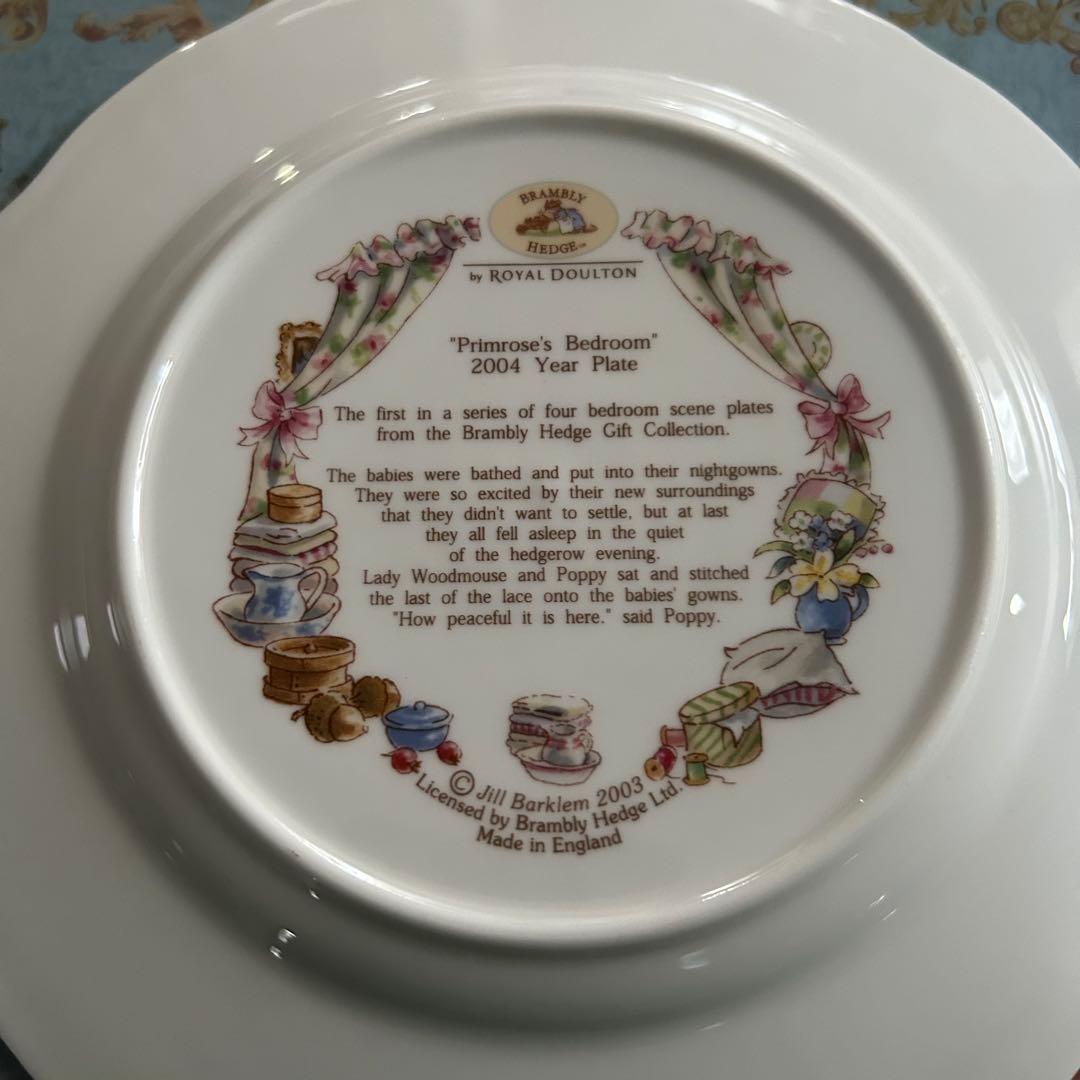 BRAMBLY
HEDGE™
by ROYAL DOULTON
"Primrose's Bedroom"
2004 Year Plate
The first in a series of four bedroom scene plates
from the Brambly Hedge Gift Collection.
The babies were bathed and put into their nightgowns.
They were so excited by their new surroundings
that they didn't want to settle, but at last
they all fell asleep in the quiet
of the hedgerow evening.
Lady Woodmouse and Poppy sat and stitched
the last of the lace onto the babies' gowns.
"How peaceful it is here." said Poppy.
© Jill Barklem 2003
Licensed by Brambly Hedge Ltd.
Made in England